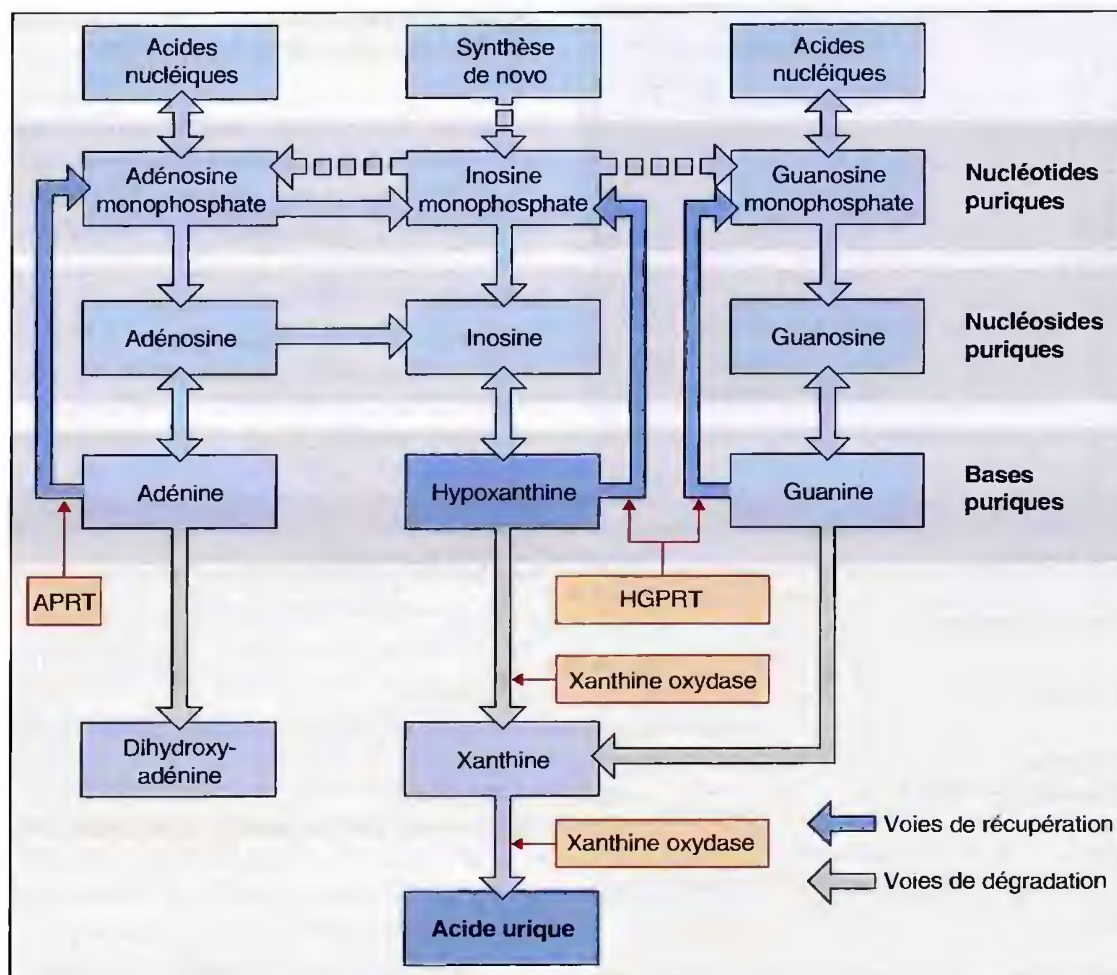 Acides
nucléiques
Synthèse
de novo
Acides
nucléiques
Adénosine
monophosphate
Inosine
monophosphate
Guanosine
monophosphate
Nucléotides
puriques
Adénosine
Inosine
Guanosine
Nucléosides
puriques
Adénine
Hypoxanthine
Guanine
Bases
puriques
APRT
HGPRT
Xanthine oxydase
Dihydroxy-
adénine
Xanthine
Xanthine oxydase
Acide urique
Voies de récupération
Voies de dégradation